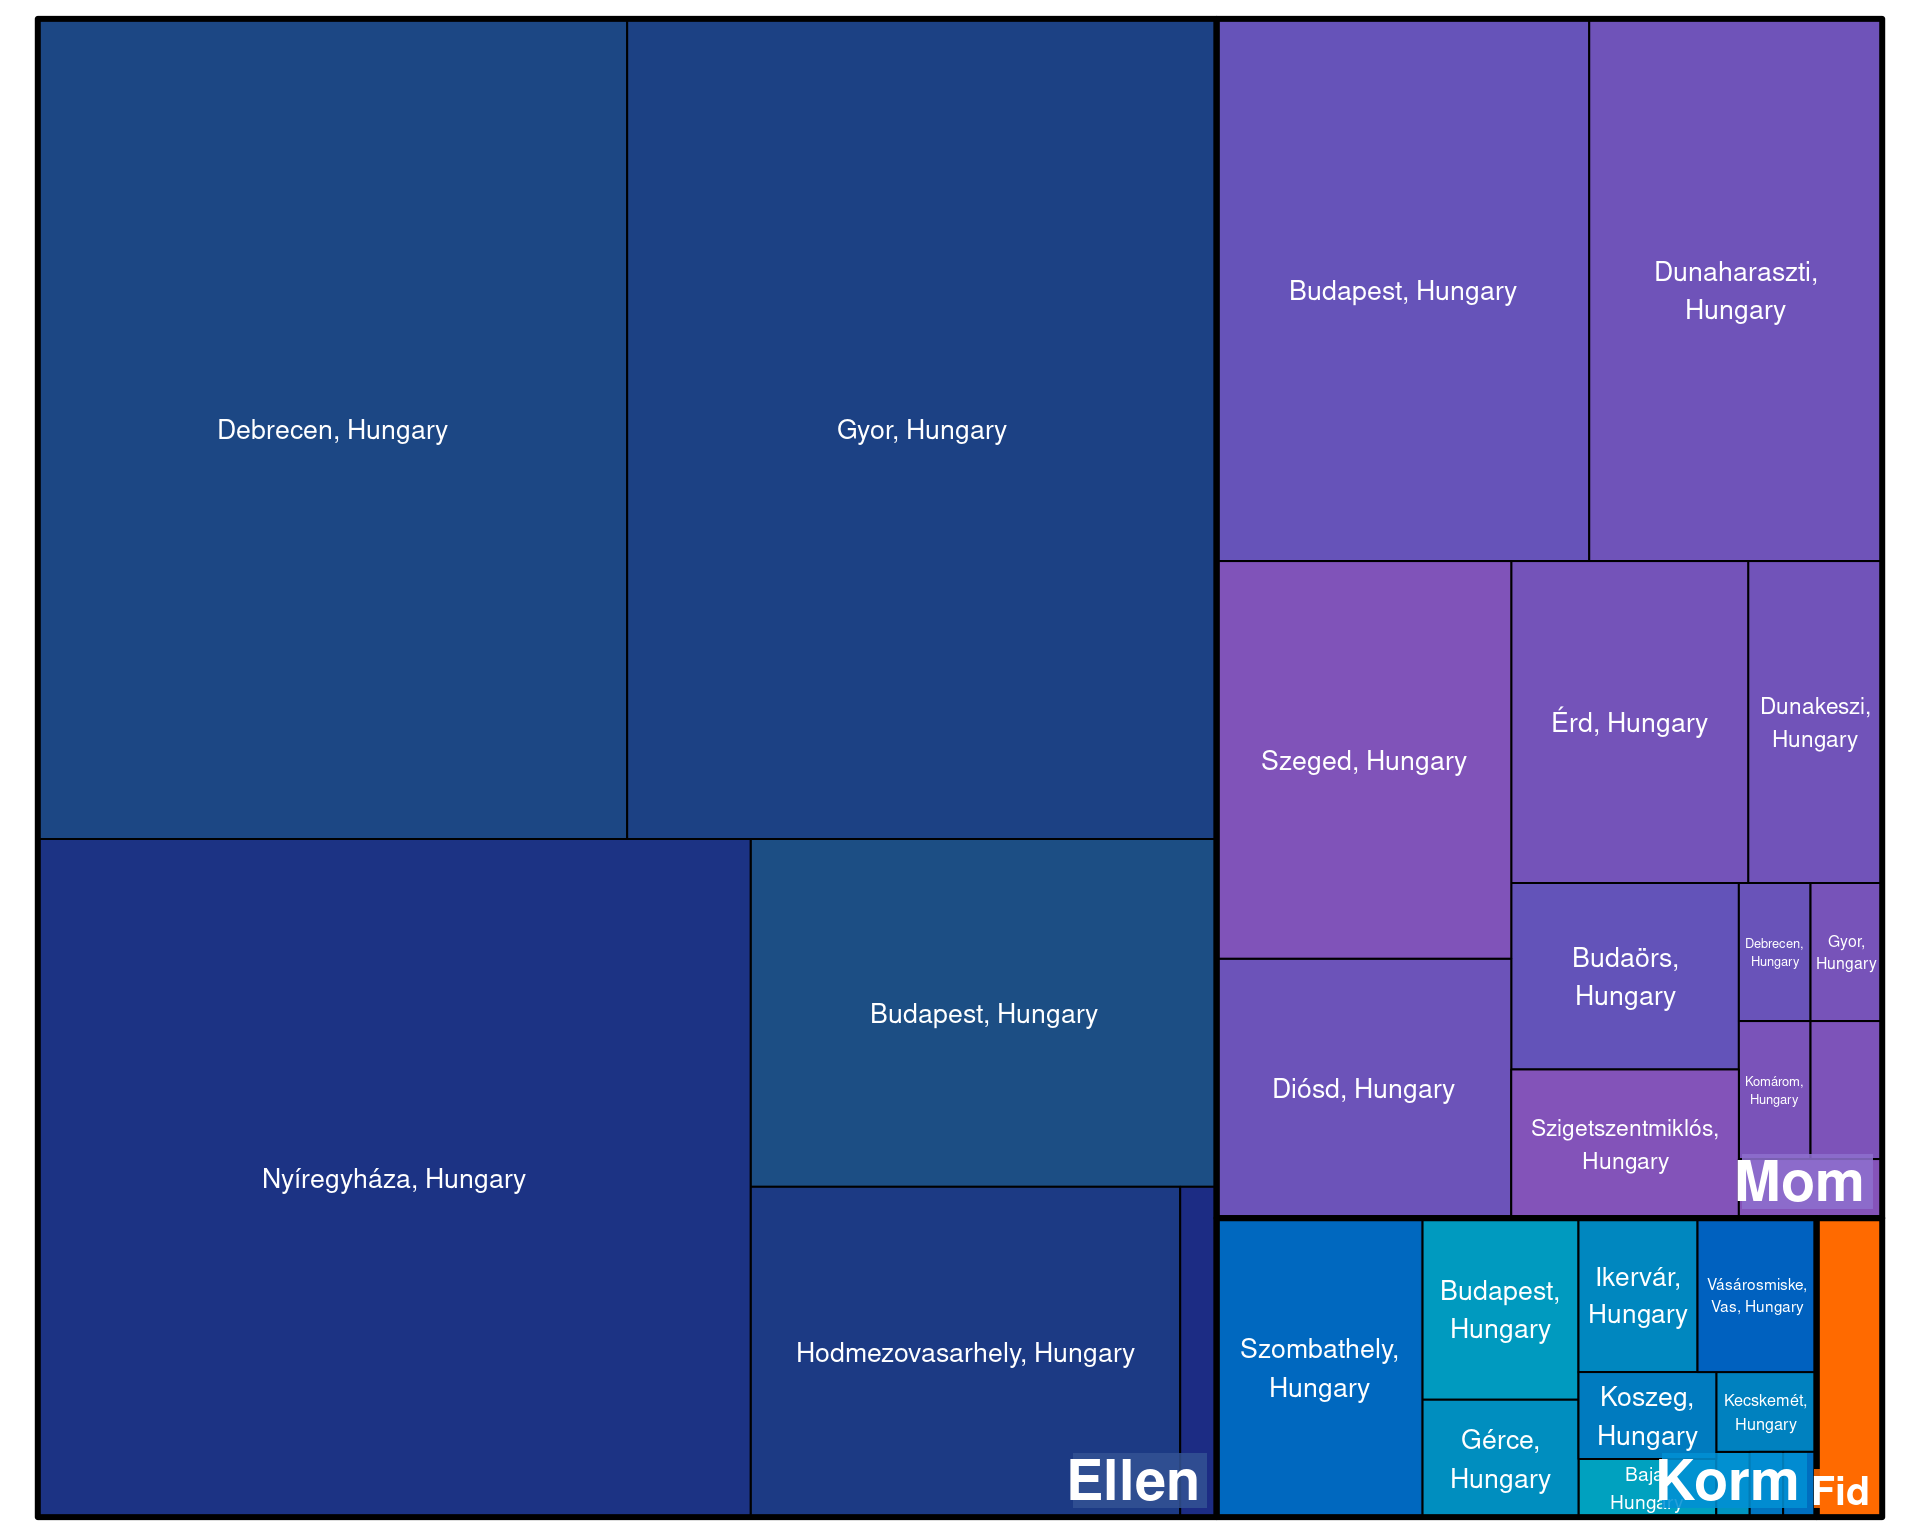 Debrecen, Hungary
Gyor, Hungary
Nyíregyháza, Hungary
Budapest, Hungary
Hodmezovasarhely, Hungary
Ellen
Budapest, Hungary
Dunaharaszti,
Hungary
Szeged, Hungary
Érd, Hungary
Dunakeszi,
Hungary
Diósd, Hungary
Budaörs,
Hungary
Debrecen,
Hungary
Gyor,
Hungary
Komárom,
Hungary
Szigetszentmiklós,
Hungary
Mom
Szombathely,
Hungary
Budapest,
Hungary
Gérce,
Hungary
Ikervár,
Hungary
Vásárosmiske,
Vas, Hungary
Koszeg,
Hungary
Kecskemét,
Hungary
Baja,
Hungary
Korm
Fid